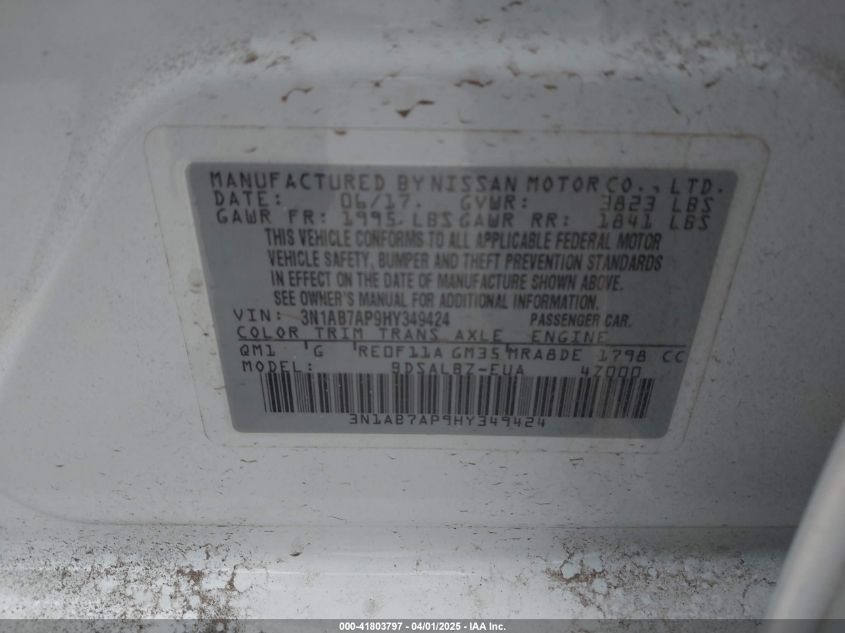 MANUFACTURED BY NISSAN MOTOR CO., LTD.
DATE: 06/17. GVWR: 3823 LBS
GAWR FR: 1995 LBS GAWR RR: 1841 LBS
THIS VEHICLE CONFORMS TO ALL APPLICABLE FEDERAL MOTOR
VEHICLE SAFETY, BUMPER AND THEFT PREVENTION STANDARDS
IN EFFECT ON THE DATE OF MANUFACTURE SHOWN ABOVE.
SEE OWNER'S MANUAL FOR ADDITIONAL INFORMATION.
VIN: 3N1AB7AP9HY349424 PASSENGER CAR.
COLOR TRIM TRANS AXLE ENGINE
QM1 G RE0F11A GM35 MRA8DE 1798 CC
MODEL: BDSALBZ-EUA 47000
3N1AB7AP9HY349424
000-41803797 - 04/01/2025 - IAA Inc.